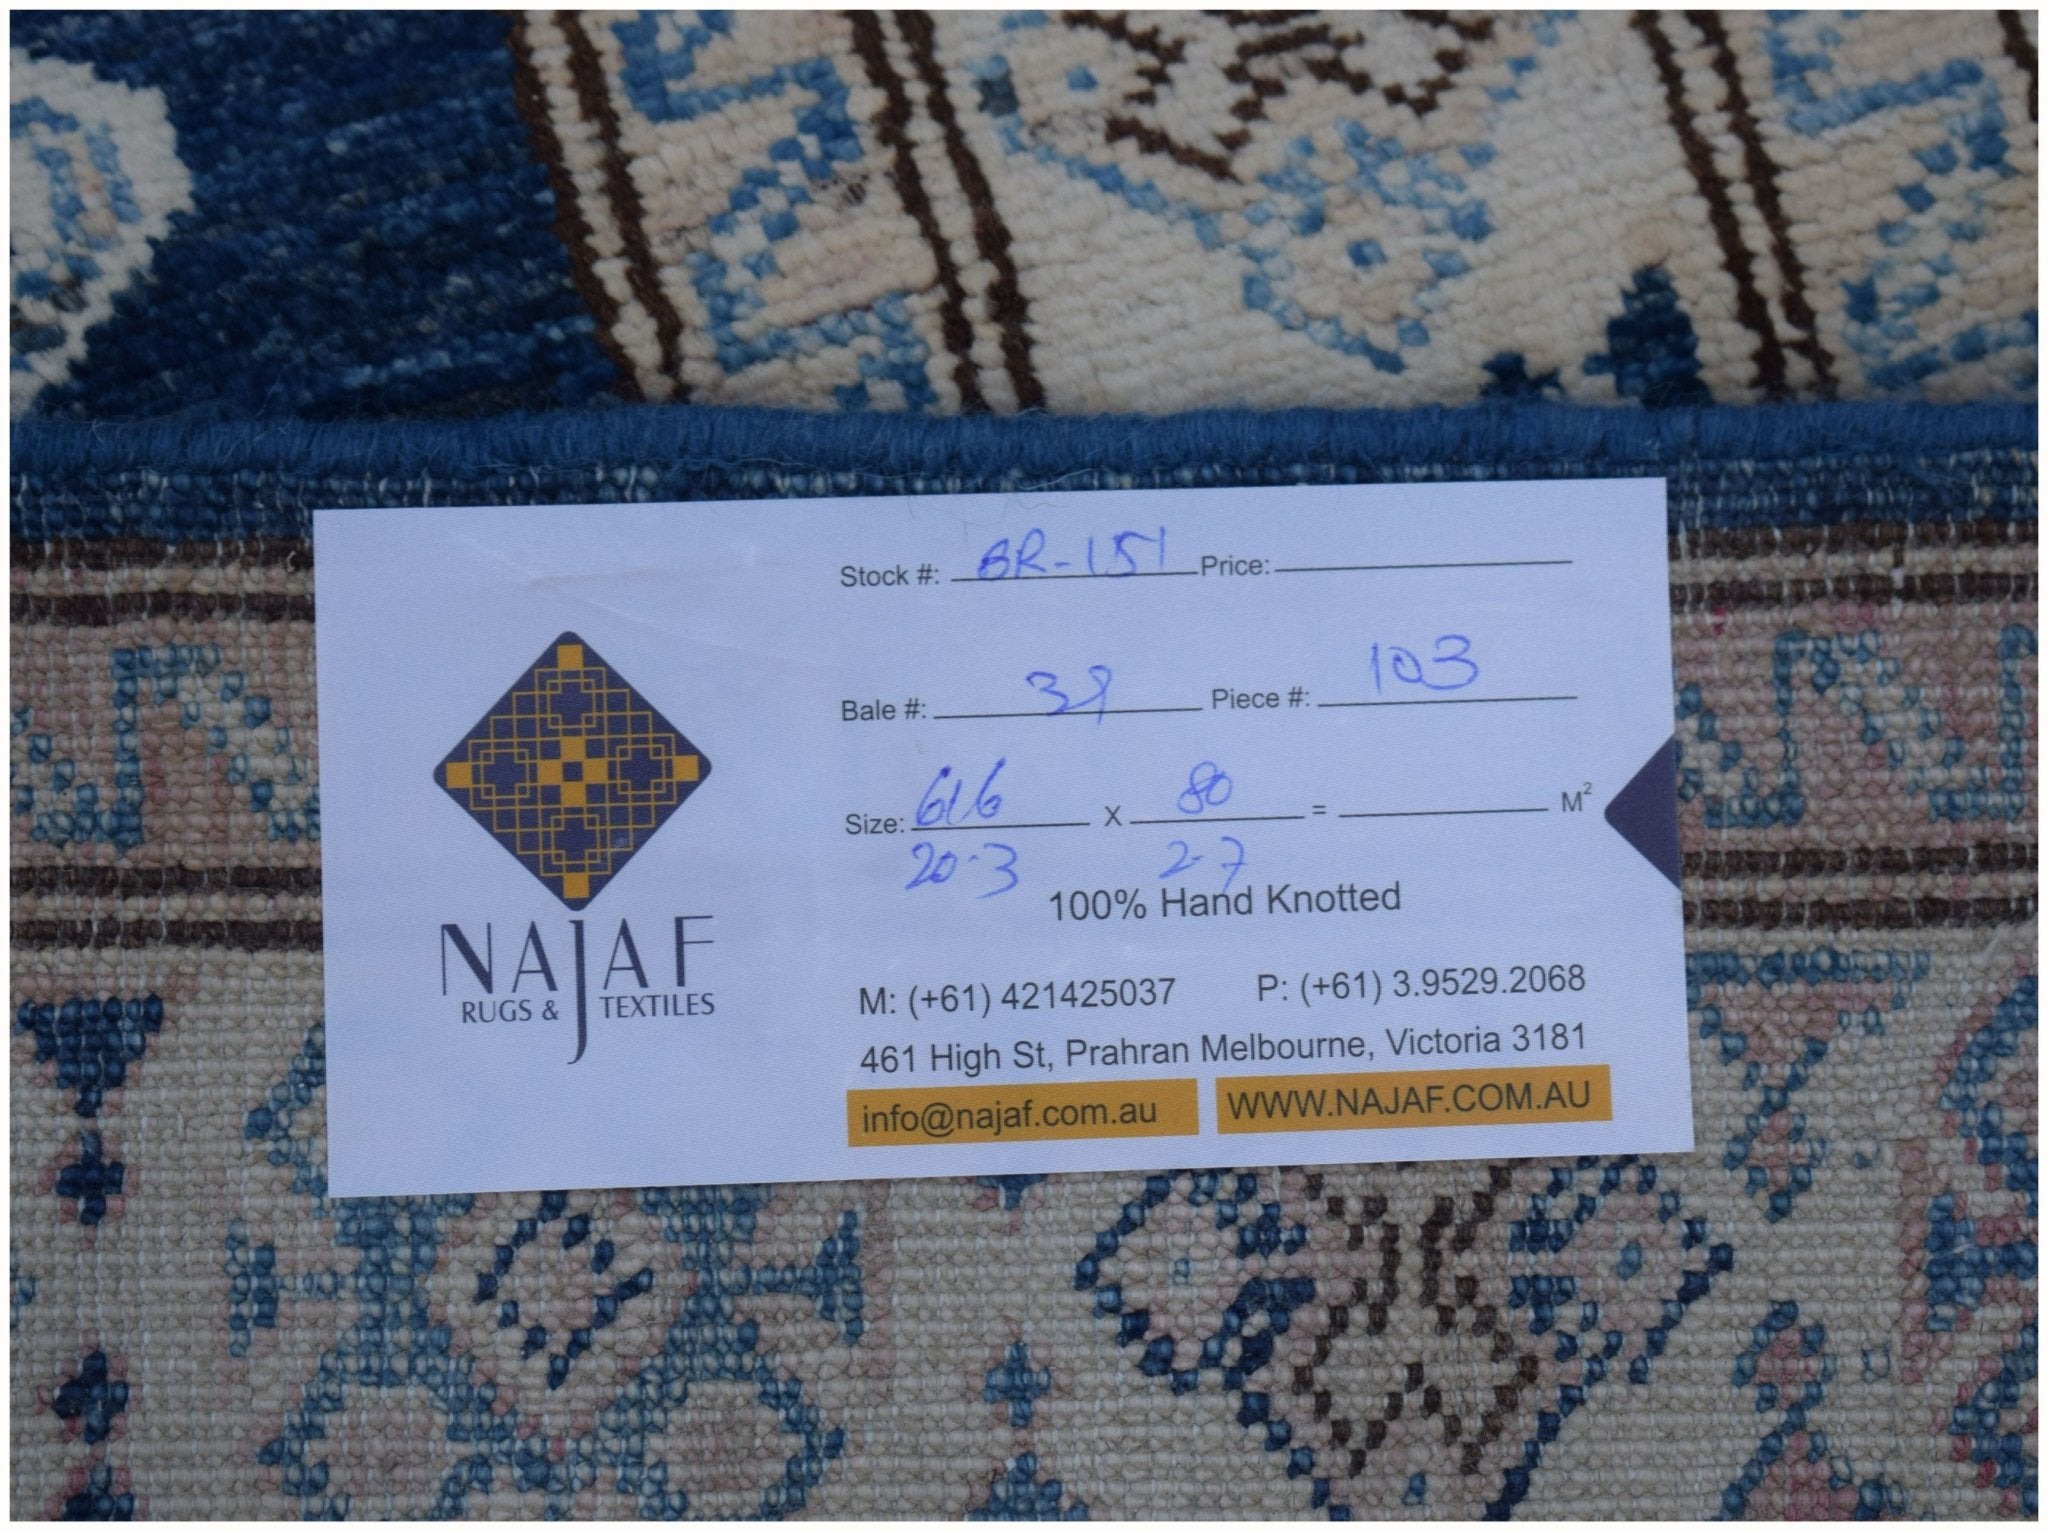 Stock #: BR-151 Price:
Bale #: 39 Piece #: 103
Size: 616 X 80 = M²
20.3 2.7
100% Hand Knotted
NAJAF
RUGS & TEXTILES
M: (+61) 421425037 P: (+61) 3.9529.2068
461 High St, Prahran Melbourne, Victoria 3181
info@najaf.com.au WWW.NAJAF.COM.AU